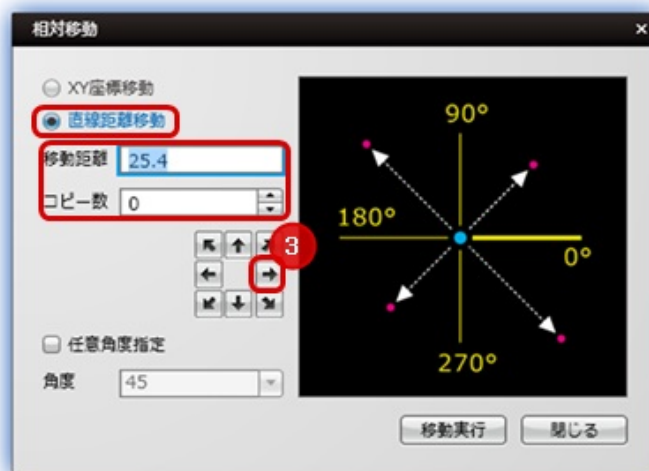 相対移動
XY座標移動
直線距離移動
移動距離 25.4
コピー数 0
3
任意角度指定
角度 45
90°
180°
0°
270°
移動実行 閉じる